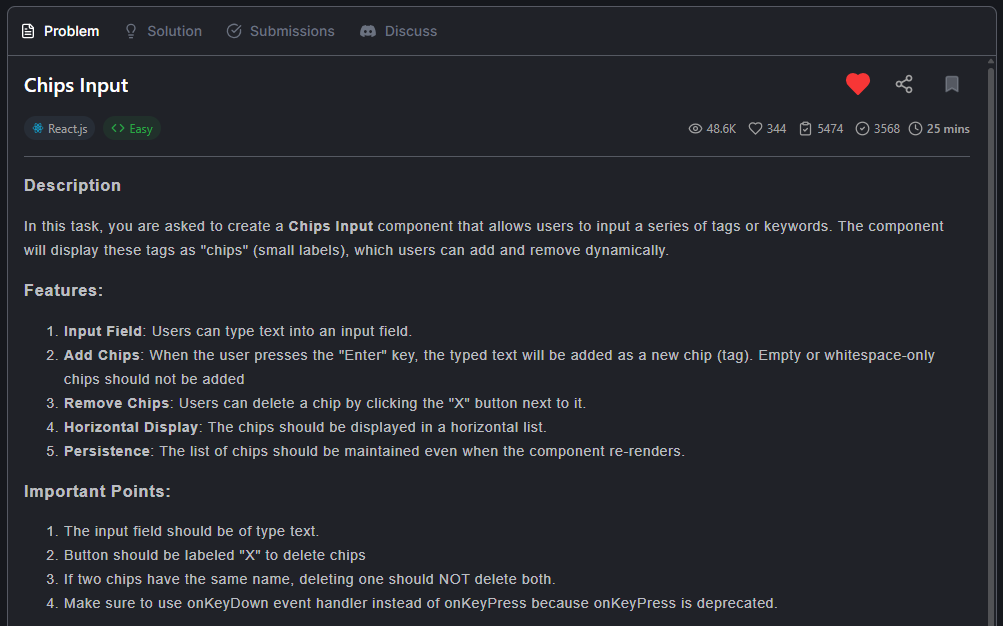 Problem Solution Submissions Discuss
Chips Input
React.js <> Easy 48.6K 344 5474 3568 25 mins
Description
In this task, you are asked to create a Chips Input component that allows users to input a series of tags or keywords. The component
will display these tags as "chips" (small labels), which users can add and remove dynamically.
Features:
1. Input Field: Users can type text into an input field.
2. Add Chips: When the user presses the "Enter" key, the typed text will be added as a new chip (tag). Empty or whitespace-only
chips should not be added
3. Remove Chips: Users can delete a chip by clicking the "X" button next to it.
4. Horizontal Display: The chips should be displayed in a horizontal list.
5. Persistence: The list of chips should be maintained even when the component re-renders.
Important Points:
1. The input field should be of type text.
2. Button should be labeled "X" to delete chips
3. If two chips have the same name, deleting one should NOT delete both.
4. Make sure to use onKeyDown event handler instead of onKeyPress because onKeyPress is deprecated.